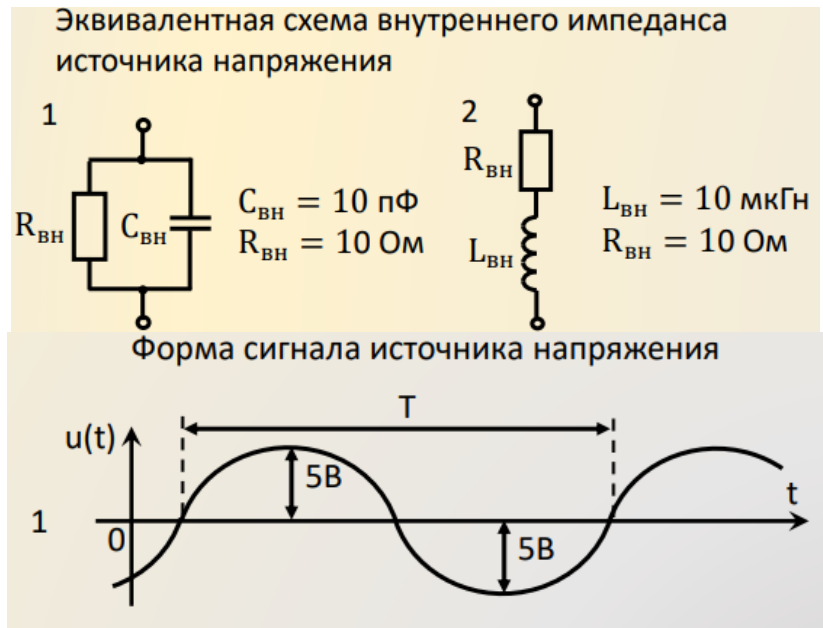 Эквивалентная схема внутреннего импеданса
источника напряжения
1
Rвн
Cвн
Cвн = 10 пФ
Rвн = 10 Ом
2
Rвн
Lвн
Lвн = 10 мкГн
Rвн = 10 Ом
Форма сигнала источника напряжения
T
u(t)
5В
t
1
0
5В